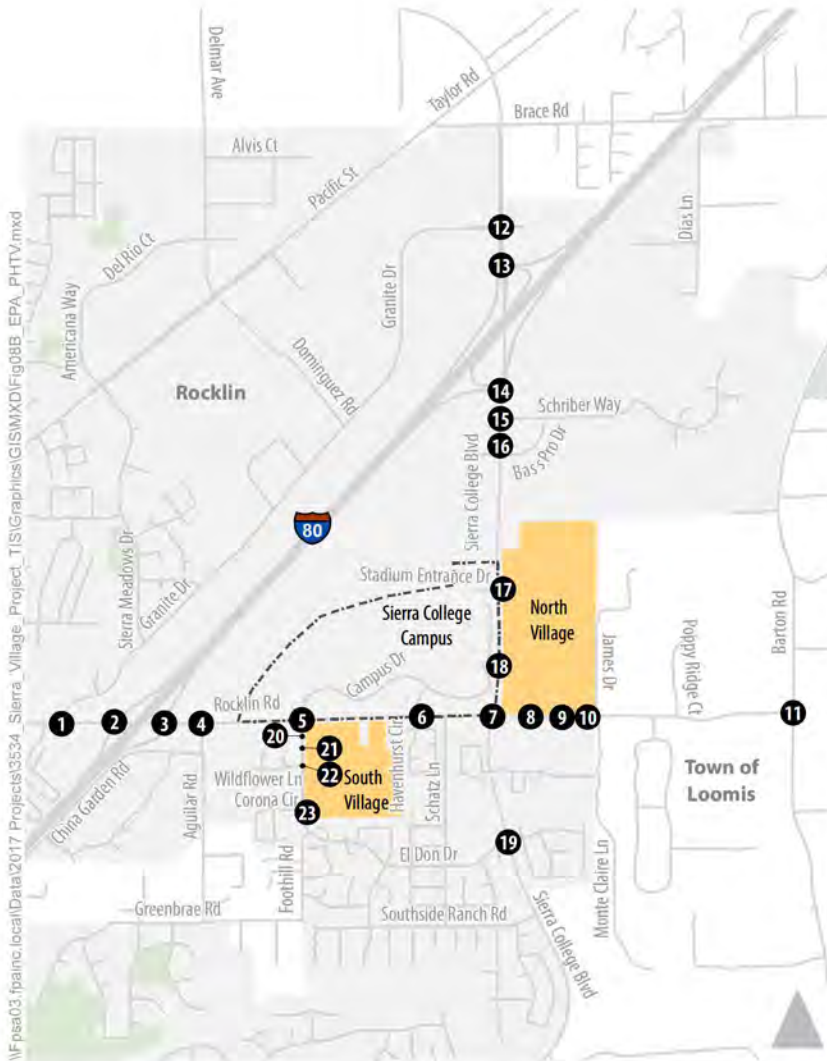 \\Fpsa03.fpainc.local\Data\2017 Projects\3534_Sierra_Village_Project_TIS\Graphics\GIS\MXD\Fig08B_EPA_PHTV.mxd
Delmar Ave
Taylor Rd
Brace Rd
Alvis Ct
Pacific St
Dias Ln
12
Del Rio Ct
Granite Dr
13
Americana Way
Dominguez Rd
Rocklin
14
Schriber Way
15
16
Bass Pro Dr
Sierra College Blvd
80
Sierra Meadows Dr
Granite Dr
Stadium Entrance Dr
17
North
Village
Sierra College
Campus
James Dr
Poppy Ridge Ct
Barton Rd
18
Campus Dr
Rocklin Rd
1
2
3
4
5
6
7
8
9
10
11
20
21
22
Havenhurst Cir
Schatz Ln
China Garden Rd
Aguilar Rd
Wildflower Ln
Corona Cir
South
Village
Town of
Loomis
23
19
El Don Dr
Foothill Rd
Monte Claire Ln
Greenbrae Rd
Southside Ranch Rd
Sierra College Blvd